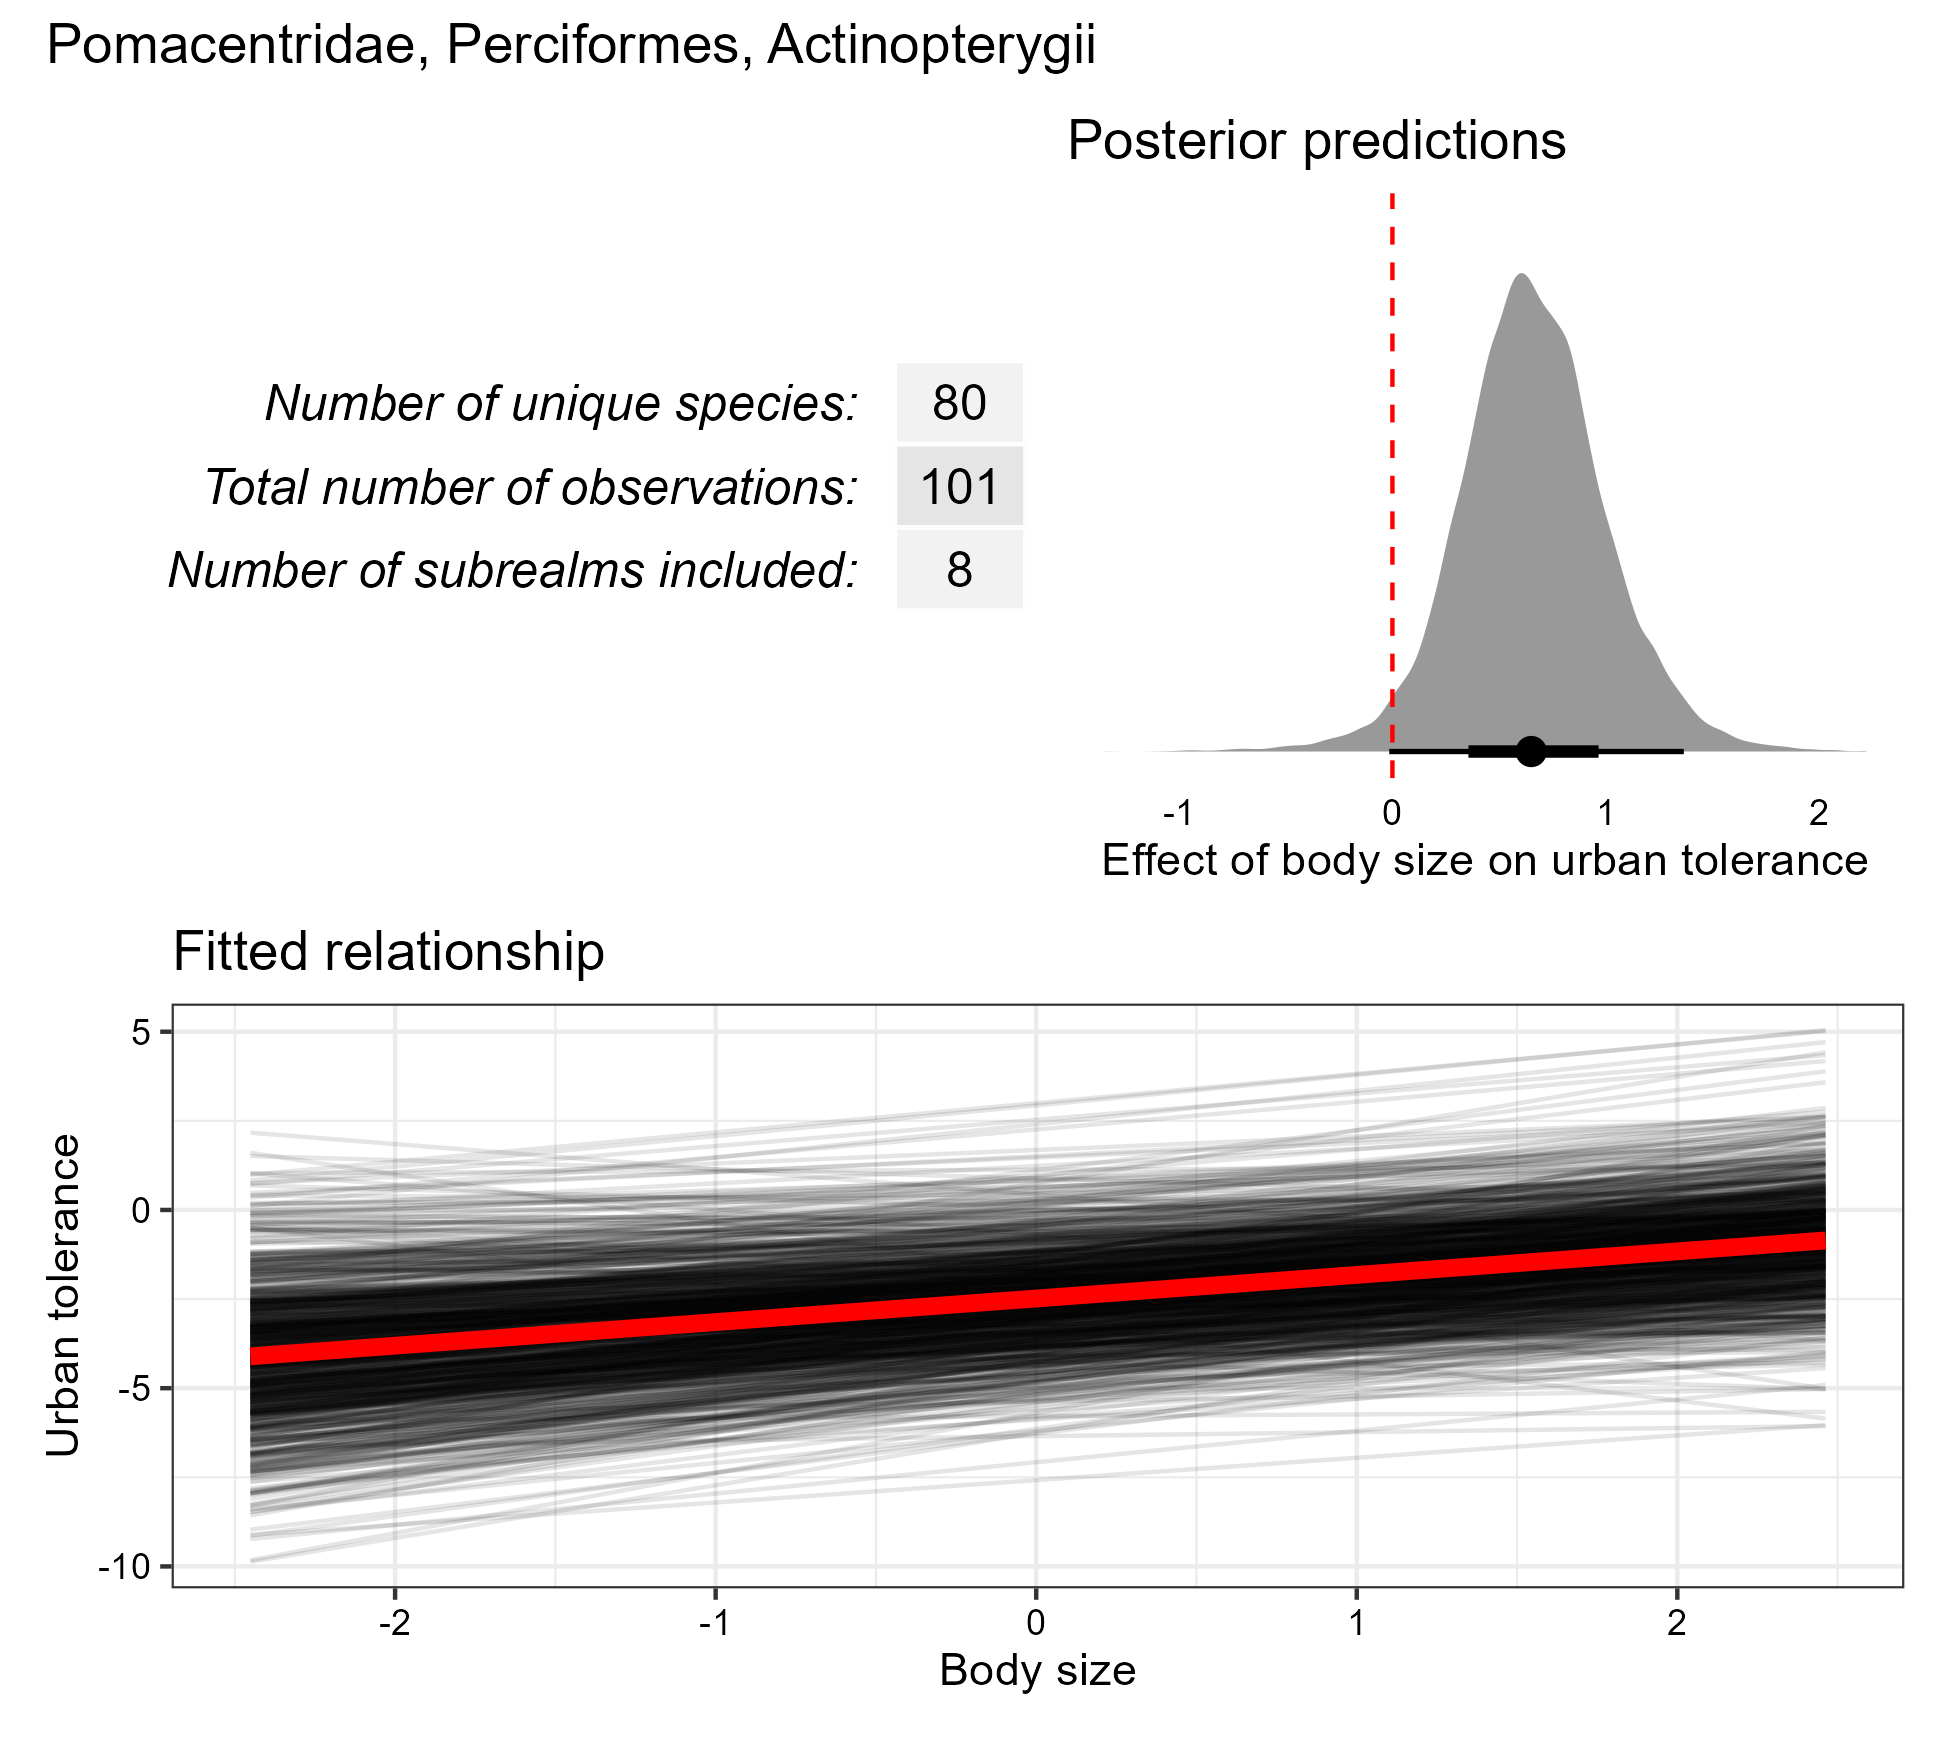 Pomacentridae, Perciformes, Actinopterygii
Posterior predictions
Number of unique species: 80
Total number of observations: 101
Number of subrealms included: 8
-1 0 1 2
Effect of body size on urban tolerance
Fitted relationship
5
0
-5
-10
Urban tolerance
-2 -1 0 1 2
Body size